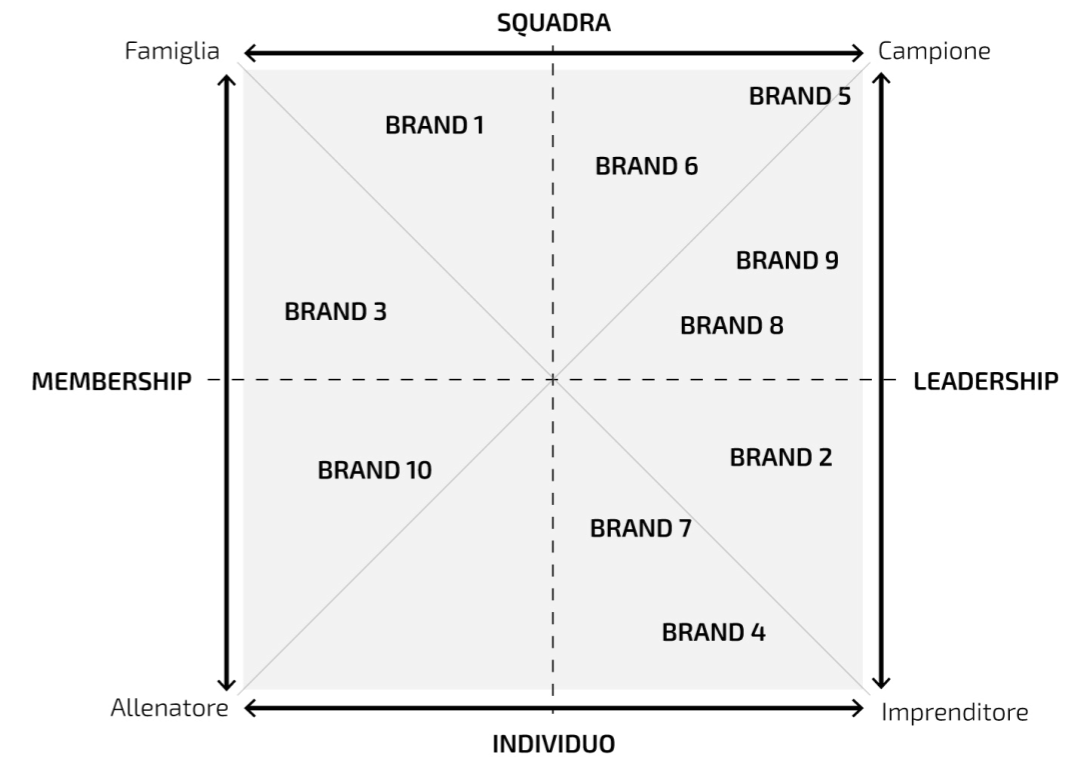 SQUADRA
Famiglia
Campione
BRAND 5
BRAND 1
BRAND 6
BRAND 9
BRAND 3
BRAND 8
MEMBERSHIP
LEADERSHIP
BRAND 2
BRAND 10
BRAND 7
BRAND 4
Allenatore
Imprenditore
INDIVIDUO